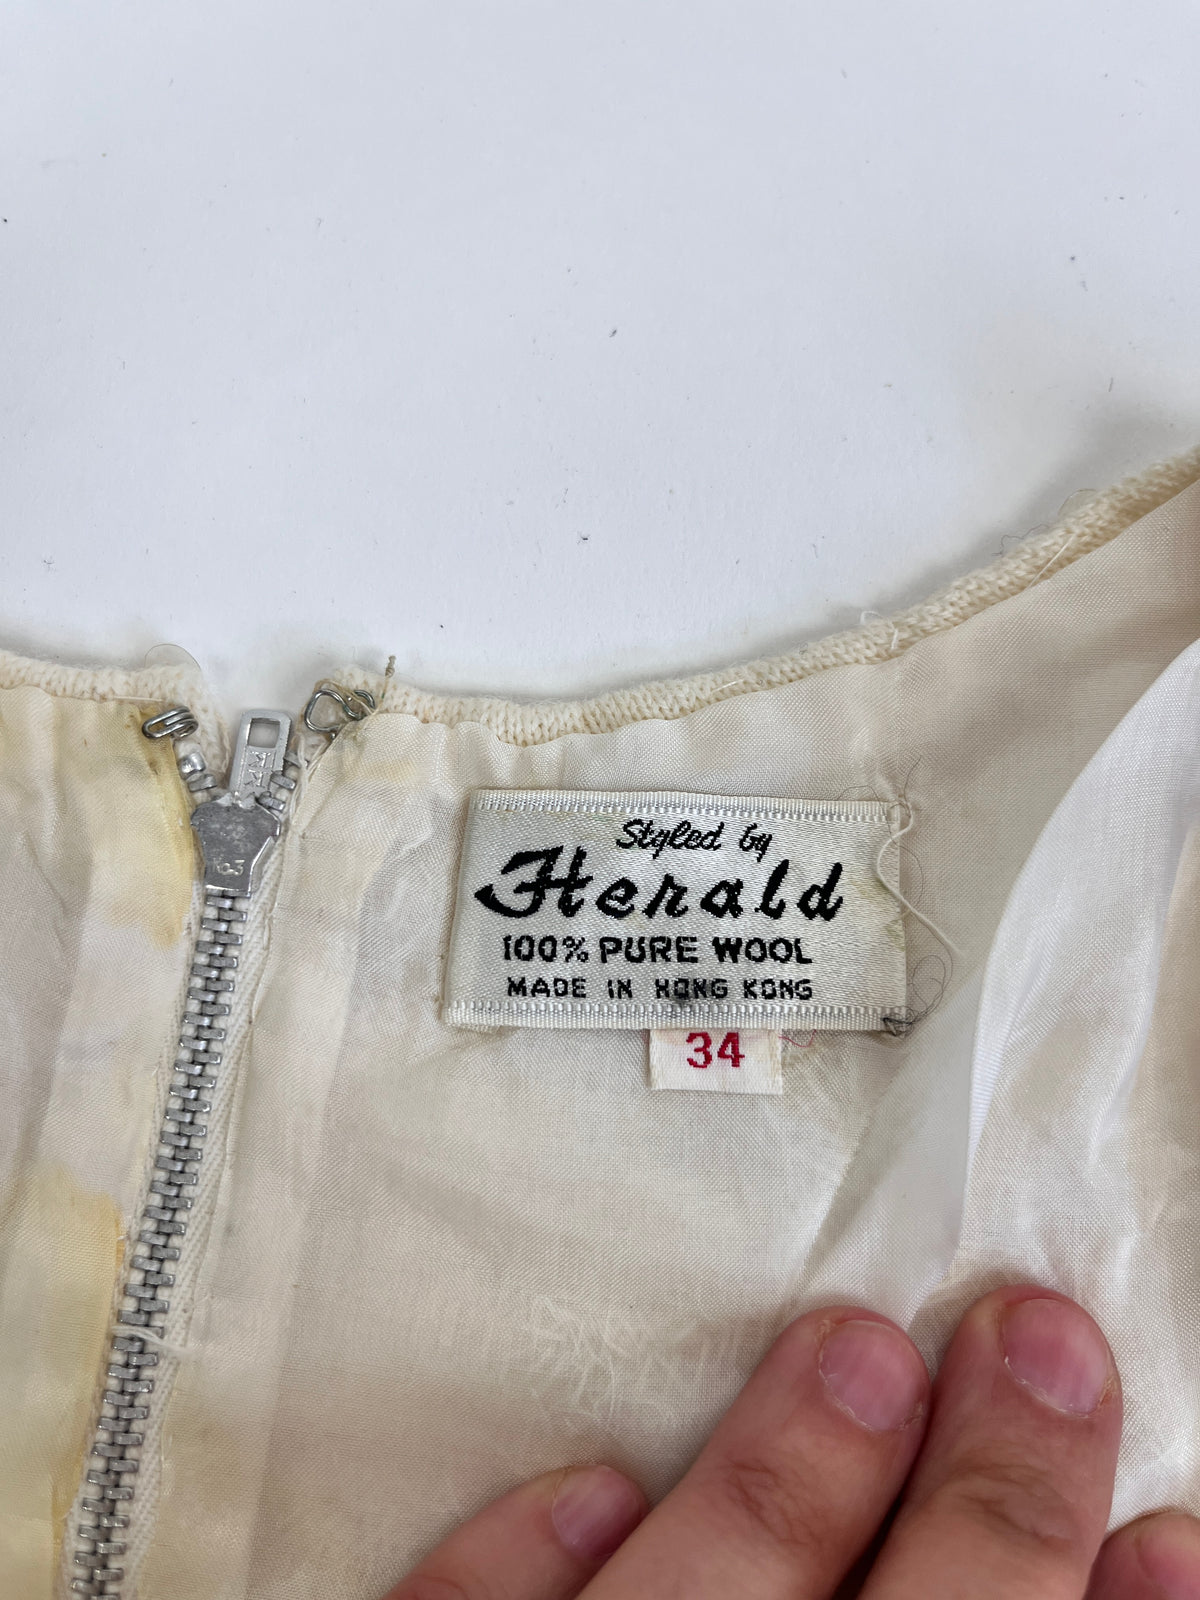 Styled by
Herald
100% PURE WOOL
MADE IN HONG KONG
34